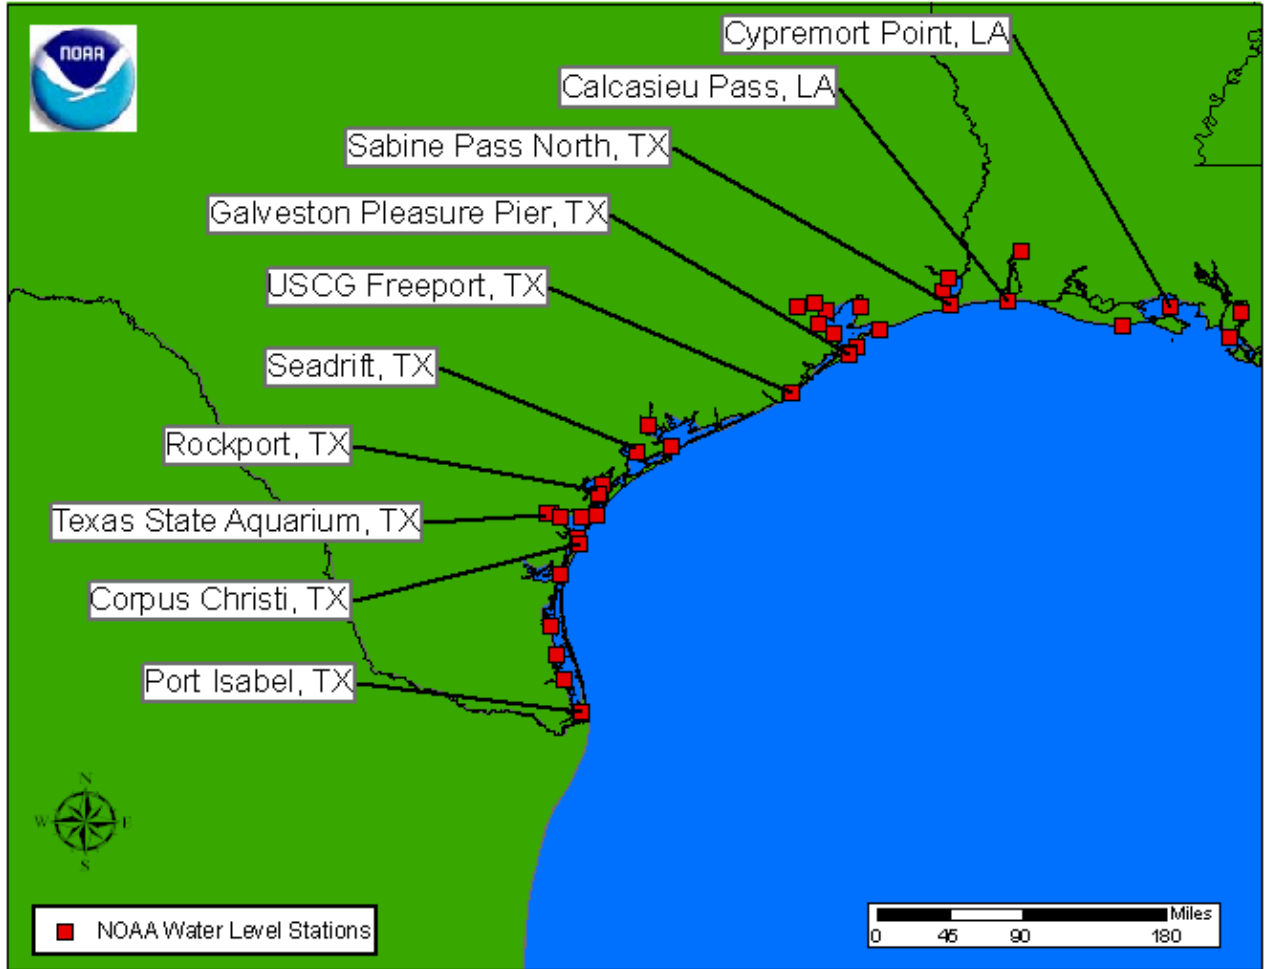 NOAA
Cypremort Point, LA
Calcasieu Pass, LA
Sabine Pass North, TX
Galveston Pleasure Pier, TX
USCG Freeport, TX
Seadrift, TX
Rockport, TX
Texas State Aquarium, TX
Corpus Christi, TX
Port Isabel, TX
N
W E
S
NOAA Water Level Stations
Miles
0 45 90 180